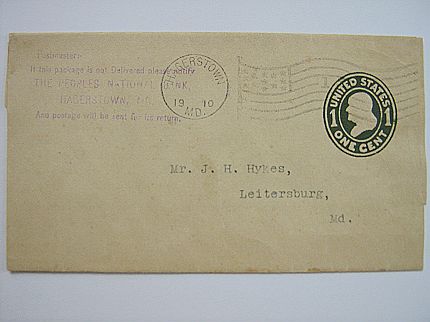 Postmaster:
If this package is not Delivered please notify
THE PEOPLES NATIONAL BANK,
HAGERSTOWN, MD.
And postage will be sent for its return.
HAGERSTOWN
19 10
MD.
UNITED STATES
1 1
ONE CENT
Mr. J. H. Hykes,
Leitersburg,
Md.